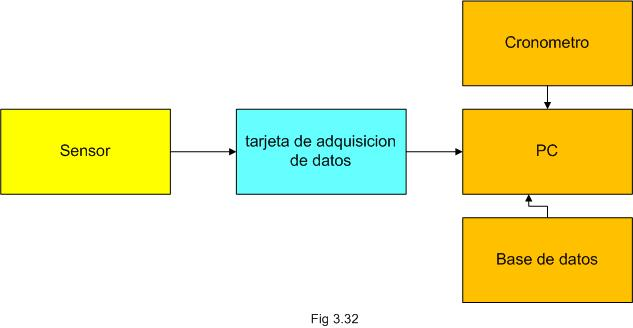 Cronometro
Sensor
tarjeta de adquisicion
de datos
PC
Base de datos
Fig 3.32